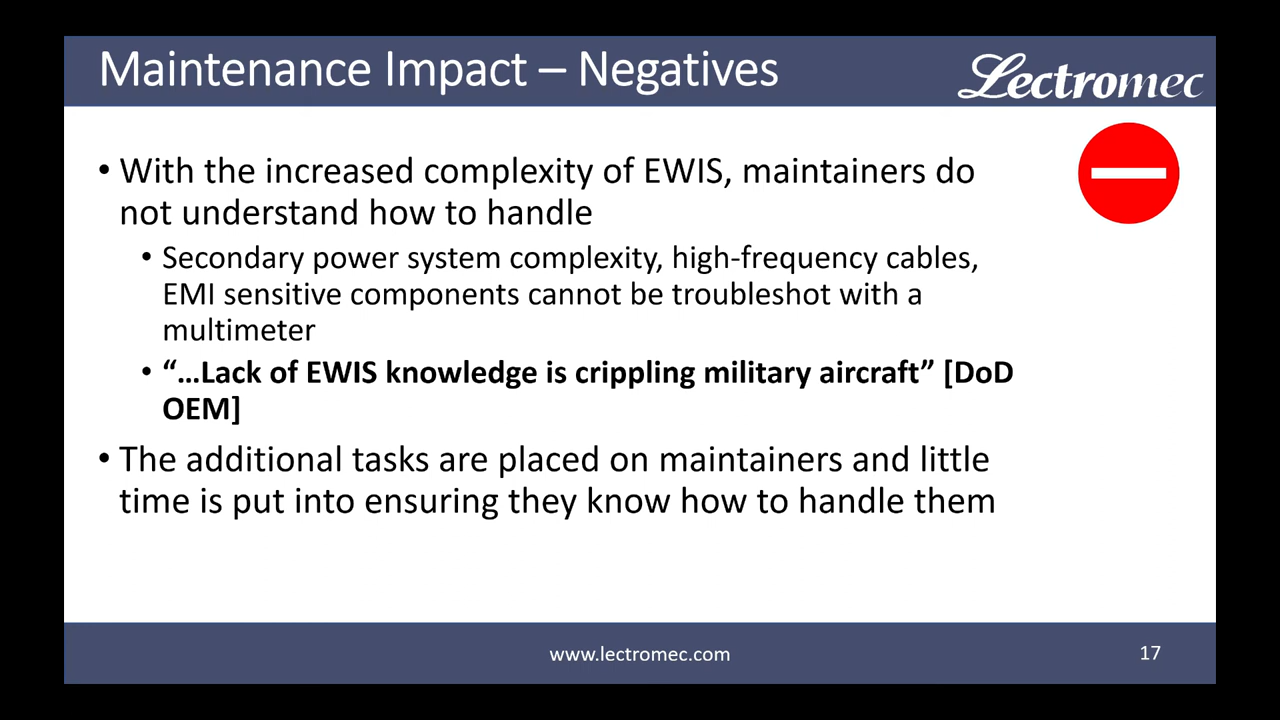 Maintenance Impact – Negatives
Lectromec
• With the increased complexity of EWIS, maintainers do
not understand how to handle
• Secondary power system complexity, high-frequency cables,
EMI sensitive components cannot be troubleshot with a
multimeter
• “…Lack of EWIS knowledge is crippling military aircraft” [DoD
OEM]
• The additional tasks are placed on maintainers and little
time is put into ensuring they know how to handle them
www.lectromec.com
17